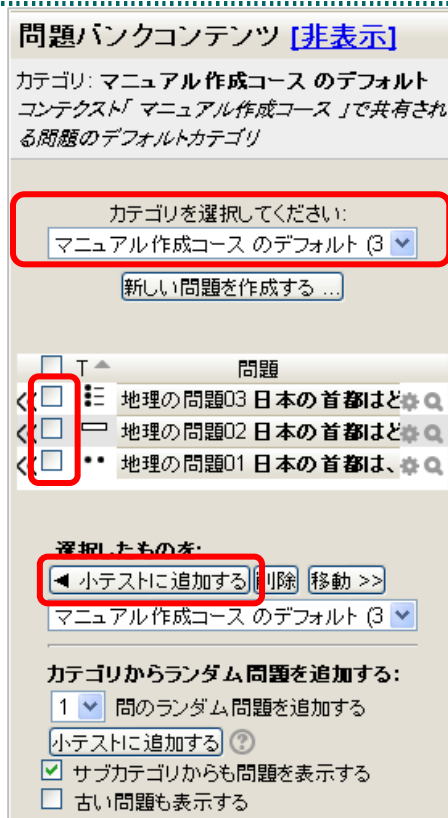 問題バンクコンテンツ [非表示]
カテゴリ: マニュアル作成コース のデフォルト
コンテクスト「 マニュアル作成コース 」で共有され
る問題のデフォルトカテゴリ
カテゴリを選択してください:
マニュアル作成コース のデフォルト (3
新しい問題を作成する ...
T 問題
地理の問題03 日本の首都はど
地理の問題02 日本の首都はど
地理の問題01 日本の首都は、
選択したものを:
◄ 小テストに追加する 削除 移動 >>
マニュアル作成コース のデフォルト (3
カテゴリからランダム問題を追加する:
1 問のランダム問題を追加する
小テストに追加する ?
サブカテゴリからも問題を表示する
古い問題も表示する